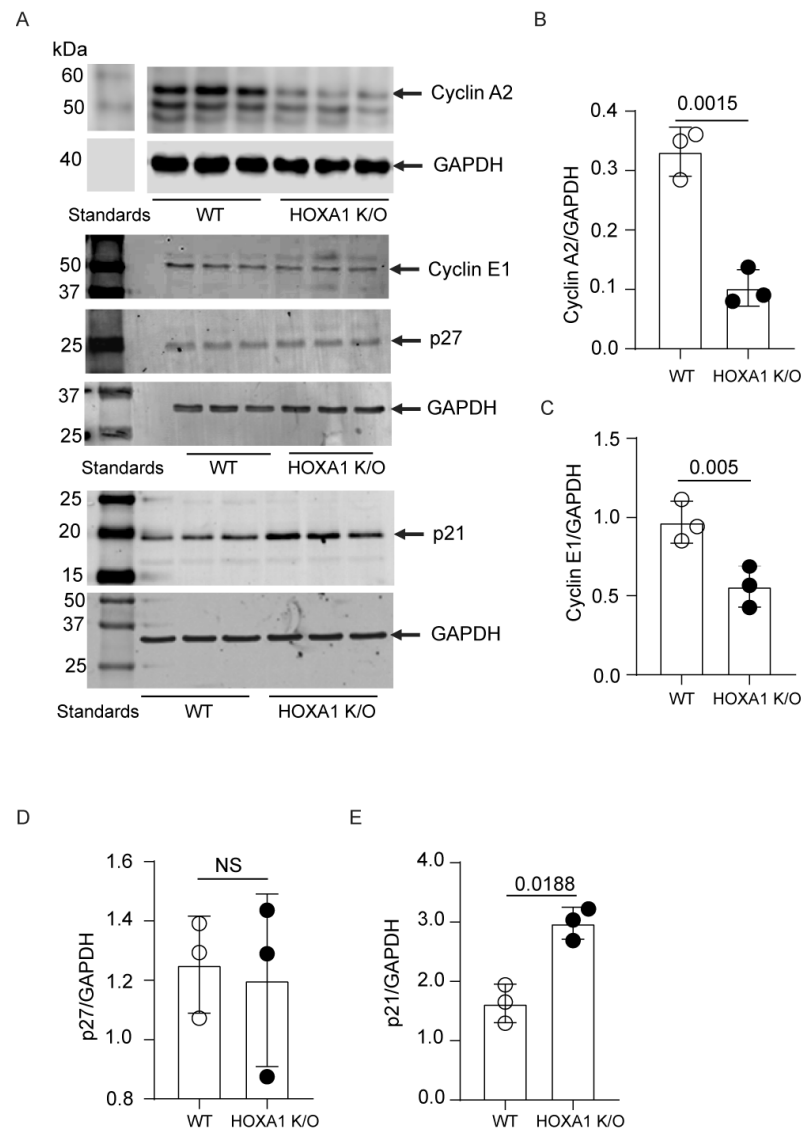 A
kDa
60
50
Cyclin A2
40
GAPDH
Standards WT HOXA1 K/O
50
37
Cyclin E1
25
p27
37
25
GAPDH
Standards WT HOXA1 K/O
25
20
15
p21
50
37
25
GAPDH
Standards WT HOXA1 K/O
B
Cyclin A2/GAPDH
0.4
0.3
0.2
0.1
0.0
0.0015
WT HOXA1 K/O
C
Cyclin E1/GAPDH
1.5
1.0
0.5
0.0
0.005
WT HOXA1 K/O
D
p27/GAPDH
1.6
1.4
1.2
1.0
0.8
NS
WT HOXA1 K/O
E
p21/GAPDH
4.0
3.0
2.0
1.0
0.0
0.0188
WT HOXA1 K/O